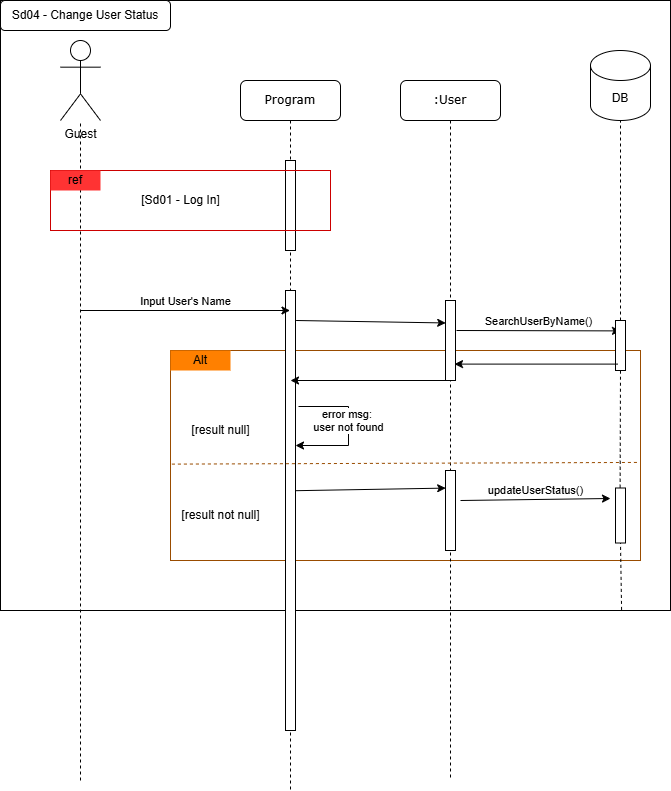 Sd04 - Change User Status
Guest
Program
:User
DB
ref
[Sd01 - Log In]
Input User's Name
SearchUserByName()
Alt
error msg:
user not found
[result null]
updateUserStatus()
[result not null]